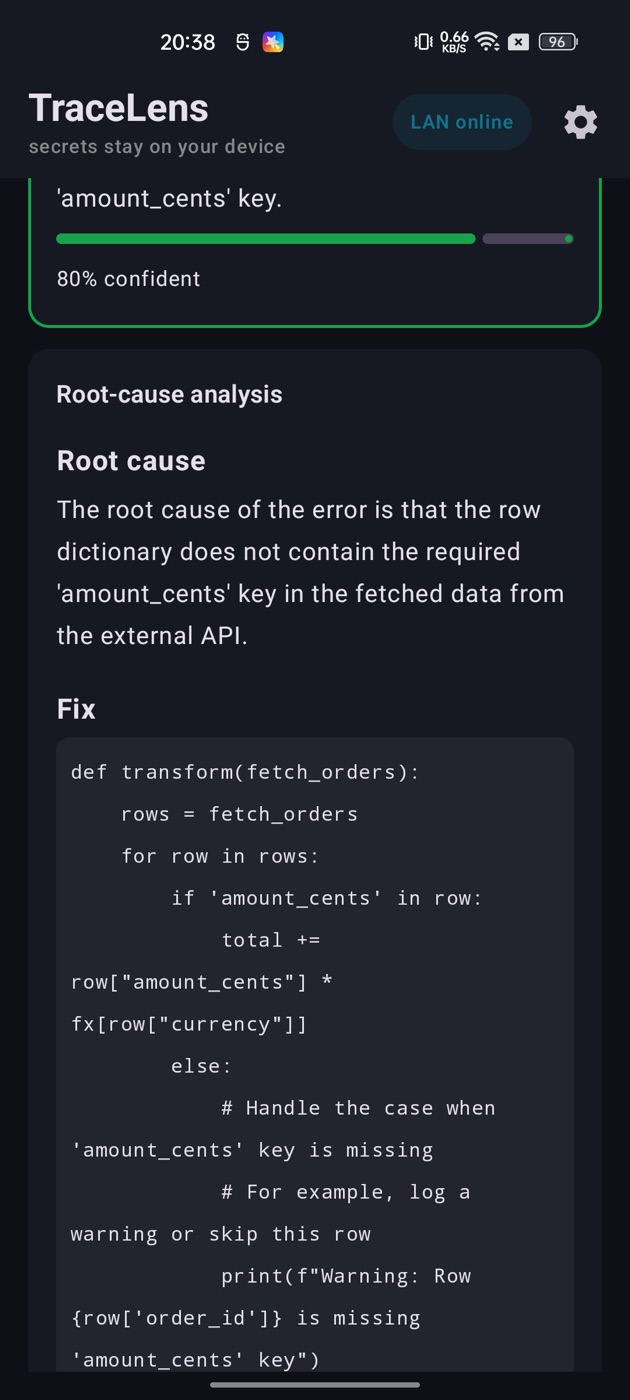 20:38
0.66
KB/S
96
TraceLens
secrets stay on your device
LAN online
'amount_cents' key.
80% confident
Root-cause analysis
Root cause
The root cause of the error is that the row
dictionary does not contain the required
'amount_cents' key in the fetched data from
the external API.
Fix
def transform(fetch_orders):
    rows = fetch_orders
    for row in rows:
        if 'amount_cents' in row:
            total +=
row["amount_cents"] *
fx[row["currency"]]
        else:
            # Handle the case when
'amount_cents' key is missing
            # For example, log a
warning or skip this row
            print(f"Warning: Row
{row['order_id']} is missing
'amount_cents' key")